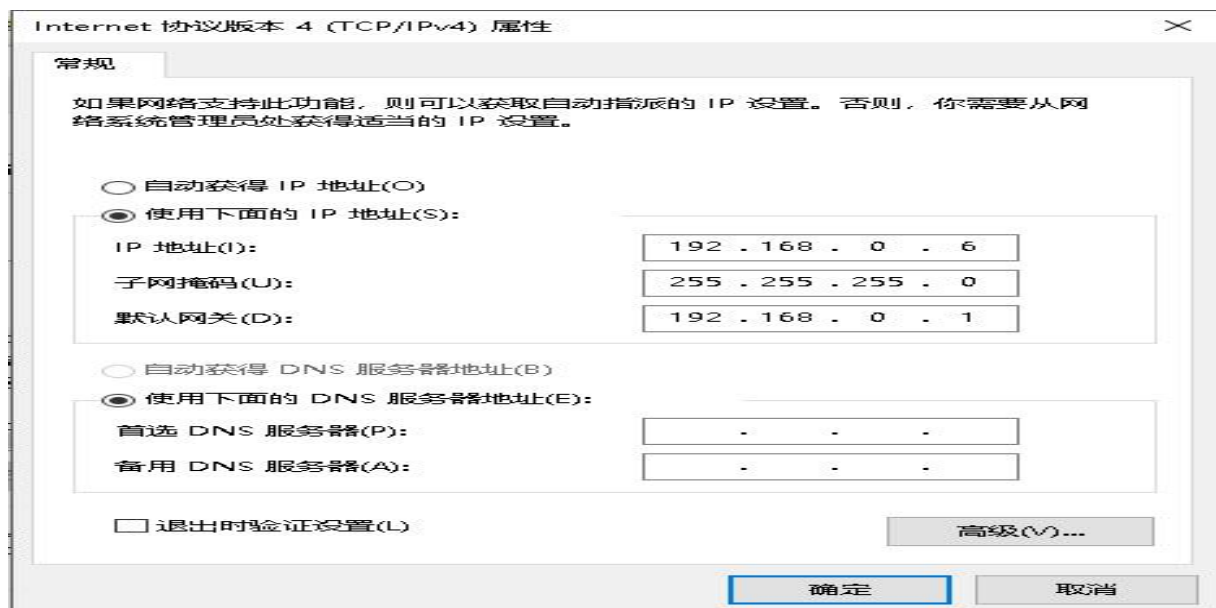 Internet 协议版本 4 (TCP/IPv4) 属性
常规
如果网络支持此功能，则可以获取自动指派的 IP 设置。否则，你需要从网
络系统管理员处获得适当的 IP 设置。
自动获得 IP 地址(O)
使用下面的 IP 地址(S):
IP 地址(I):
192 . 168 . 0 . 6
子网掩码(U):
255 . 255 . 255 . 0
默认网关(D):
192 . 168 . 0 . 1
自动获得 DNS 服务器地址(B)
使用下面的 DNS 服务器地址(E):
首选 DNS 服务器(P):
. . .
备用 DNS 服务器(A):
. . .
退出时验证设置(L)
高级(V)...
确定
取消